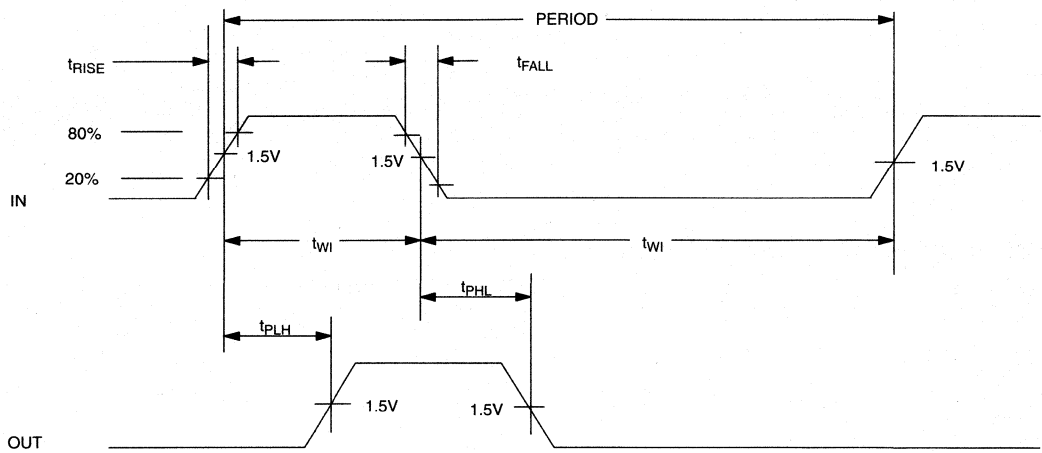 PERIOD
tRISE
tFALL
80%
1.5V
1.5V
1.5V
20%
IN
tWI
tWI
tPHL
tPLH
1.5V
1.5V
OUT